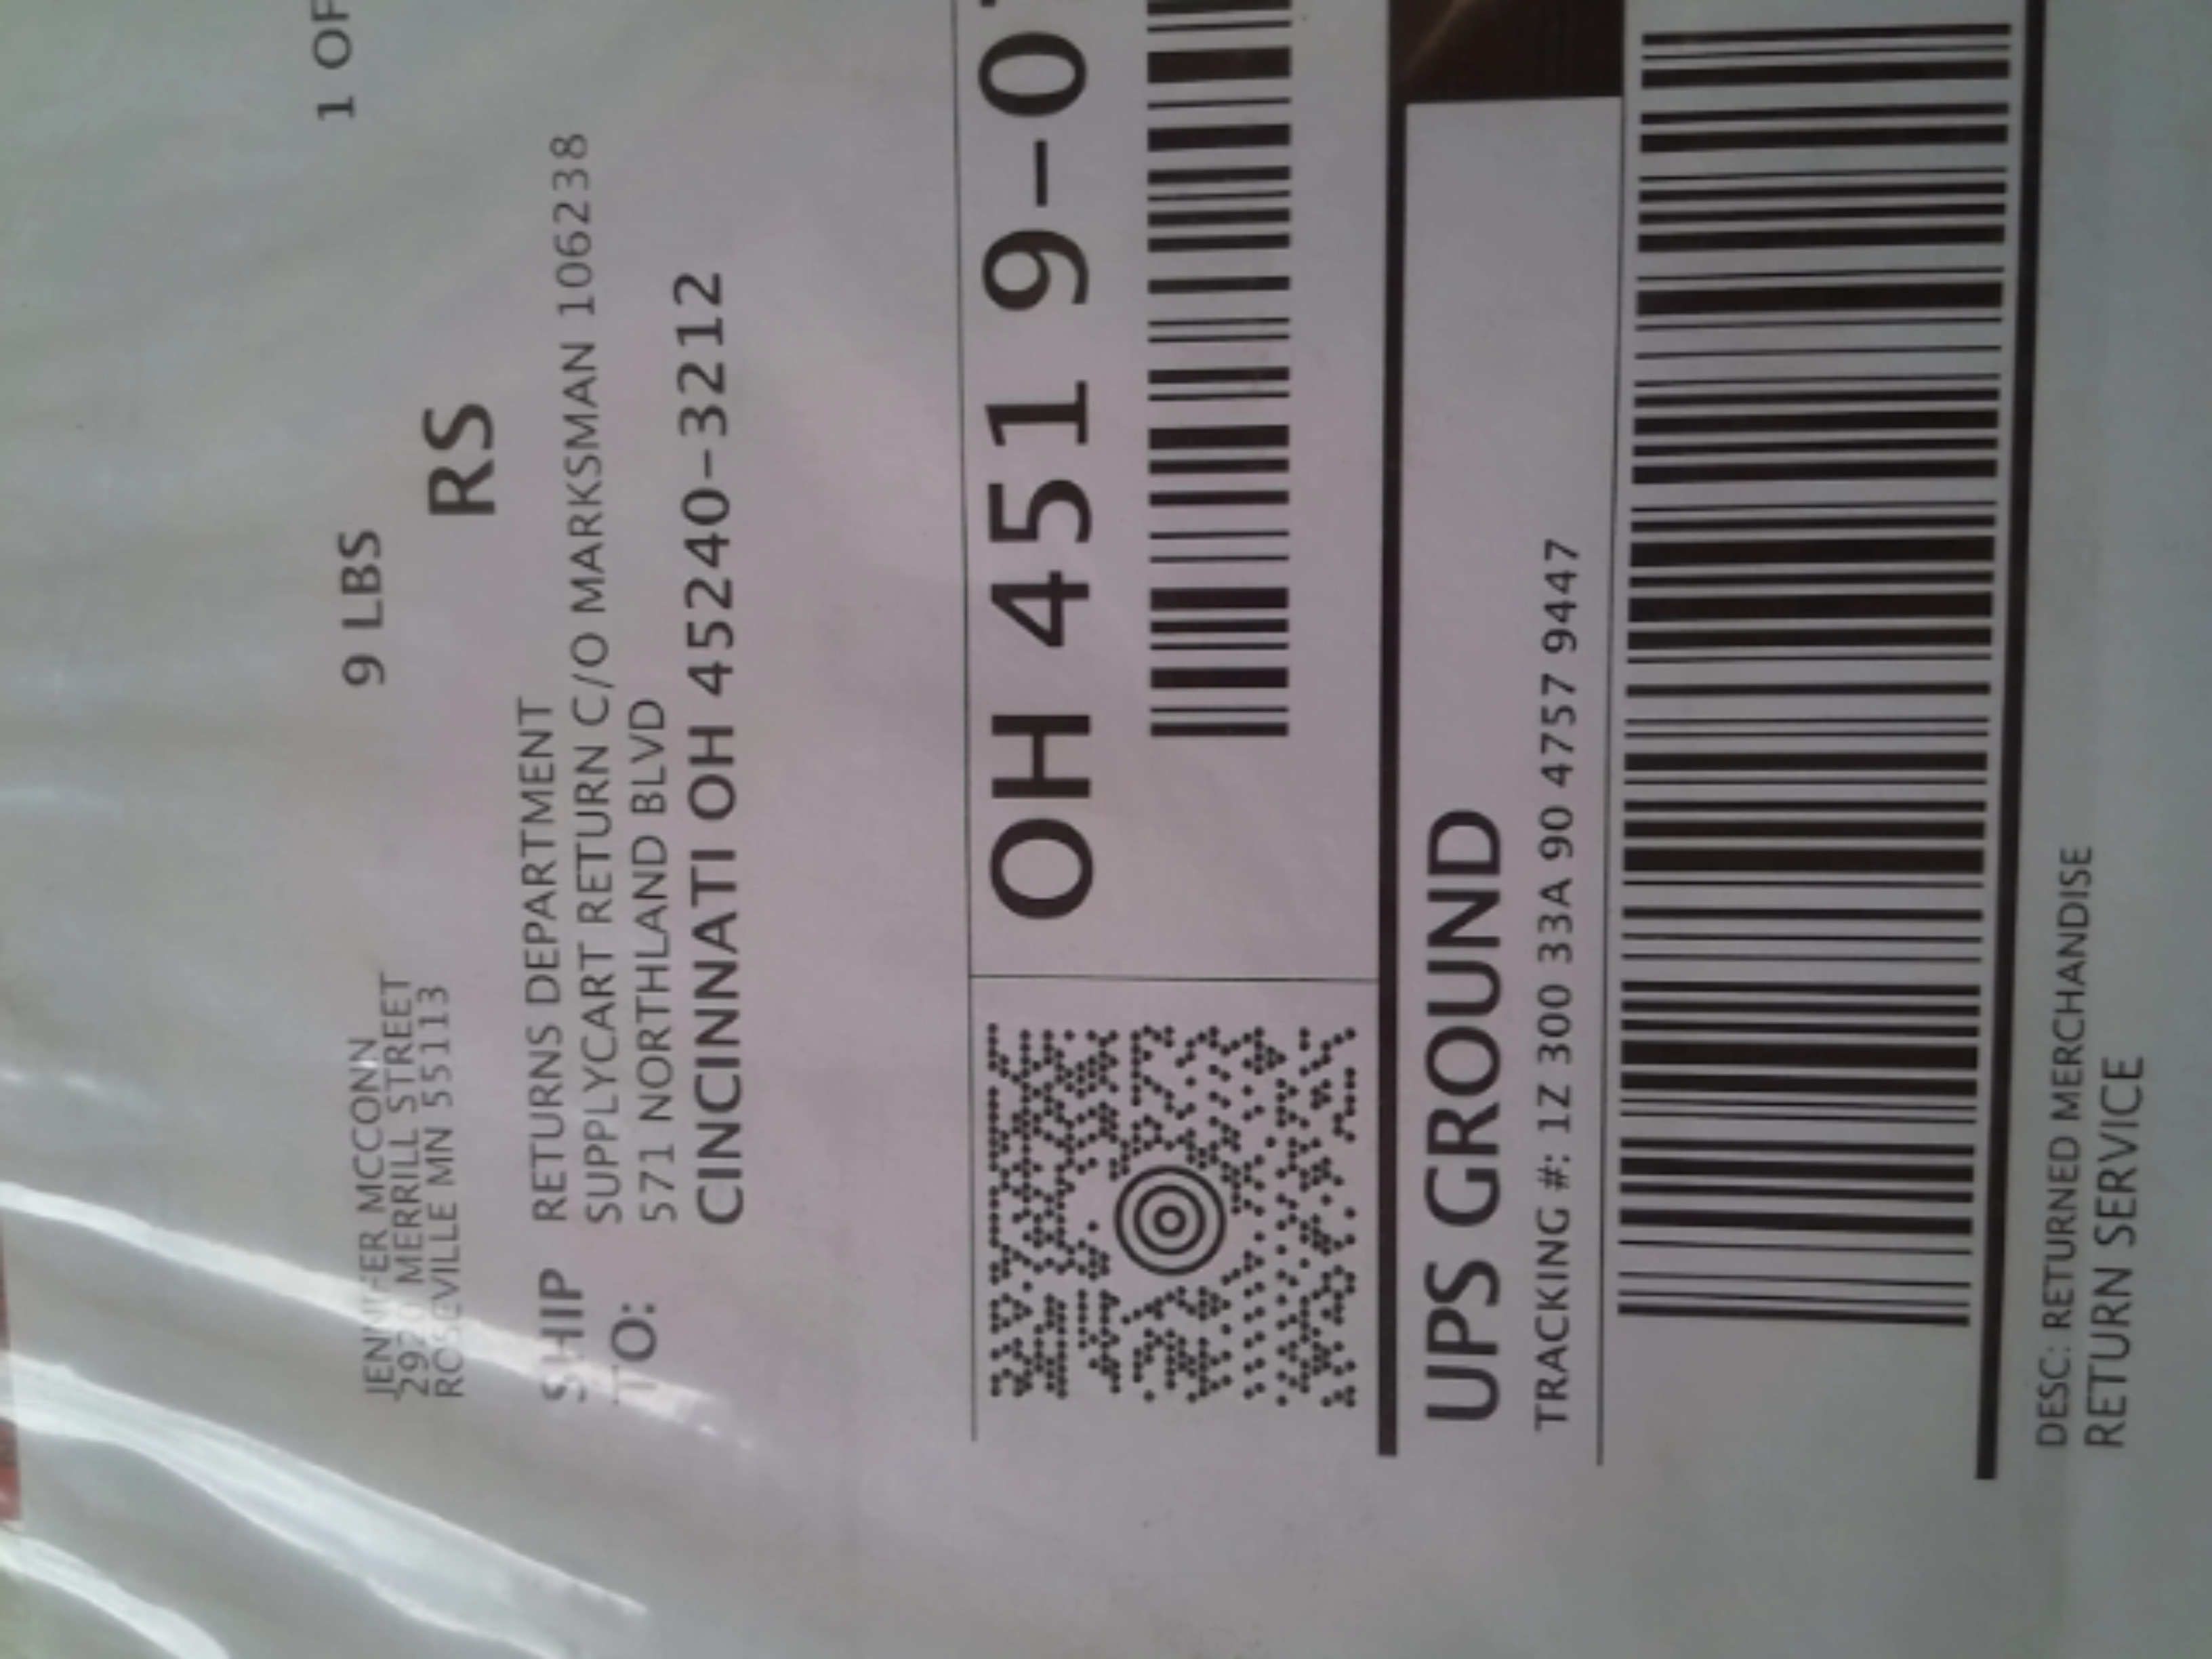 JENNIFER MCCONN
MERRILL STREET
ROSEVILLE MN 55113
9 LBS
1 OF
RS
SHIP TO:
RETURNS DEPARTMENT
SUPPLYCART RETURN C/O MARKSMAN 106238
571 NORTHLAND BLVD
CINCINNATI OH 45240-3212
OH 451 9-0
UPS GROUND
TRACKING #: 1Z 300 33A 90 4757 9447
DESC: RETURNED MERCHANDISE
RETURN SERVICE